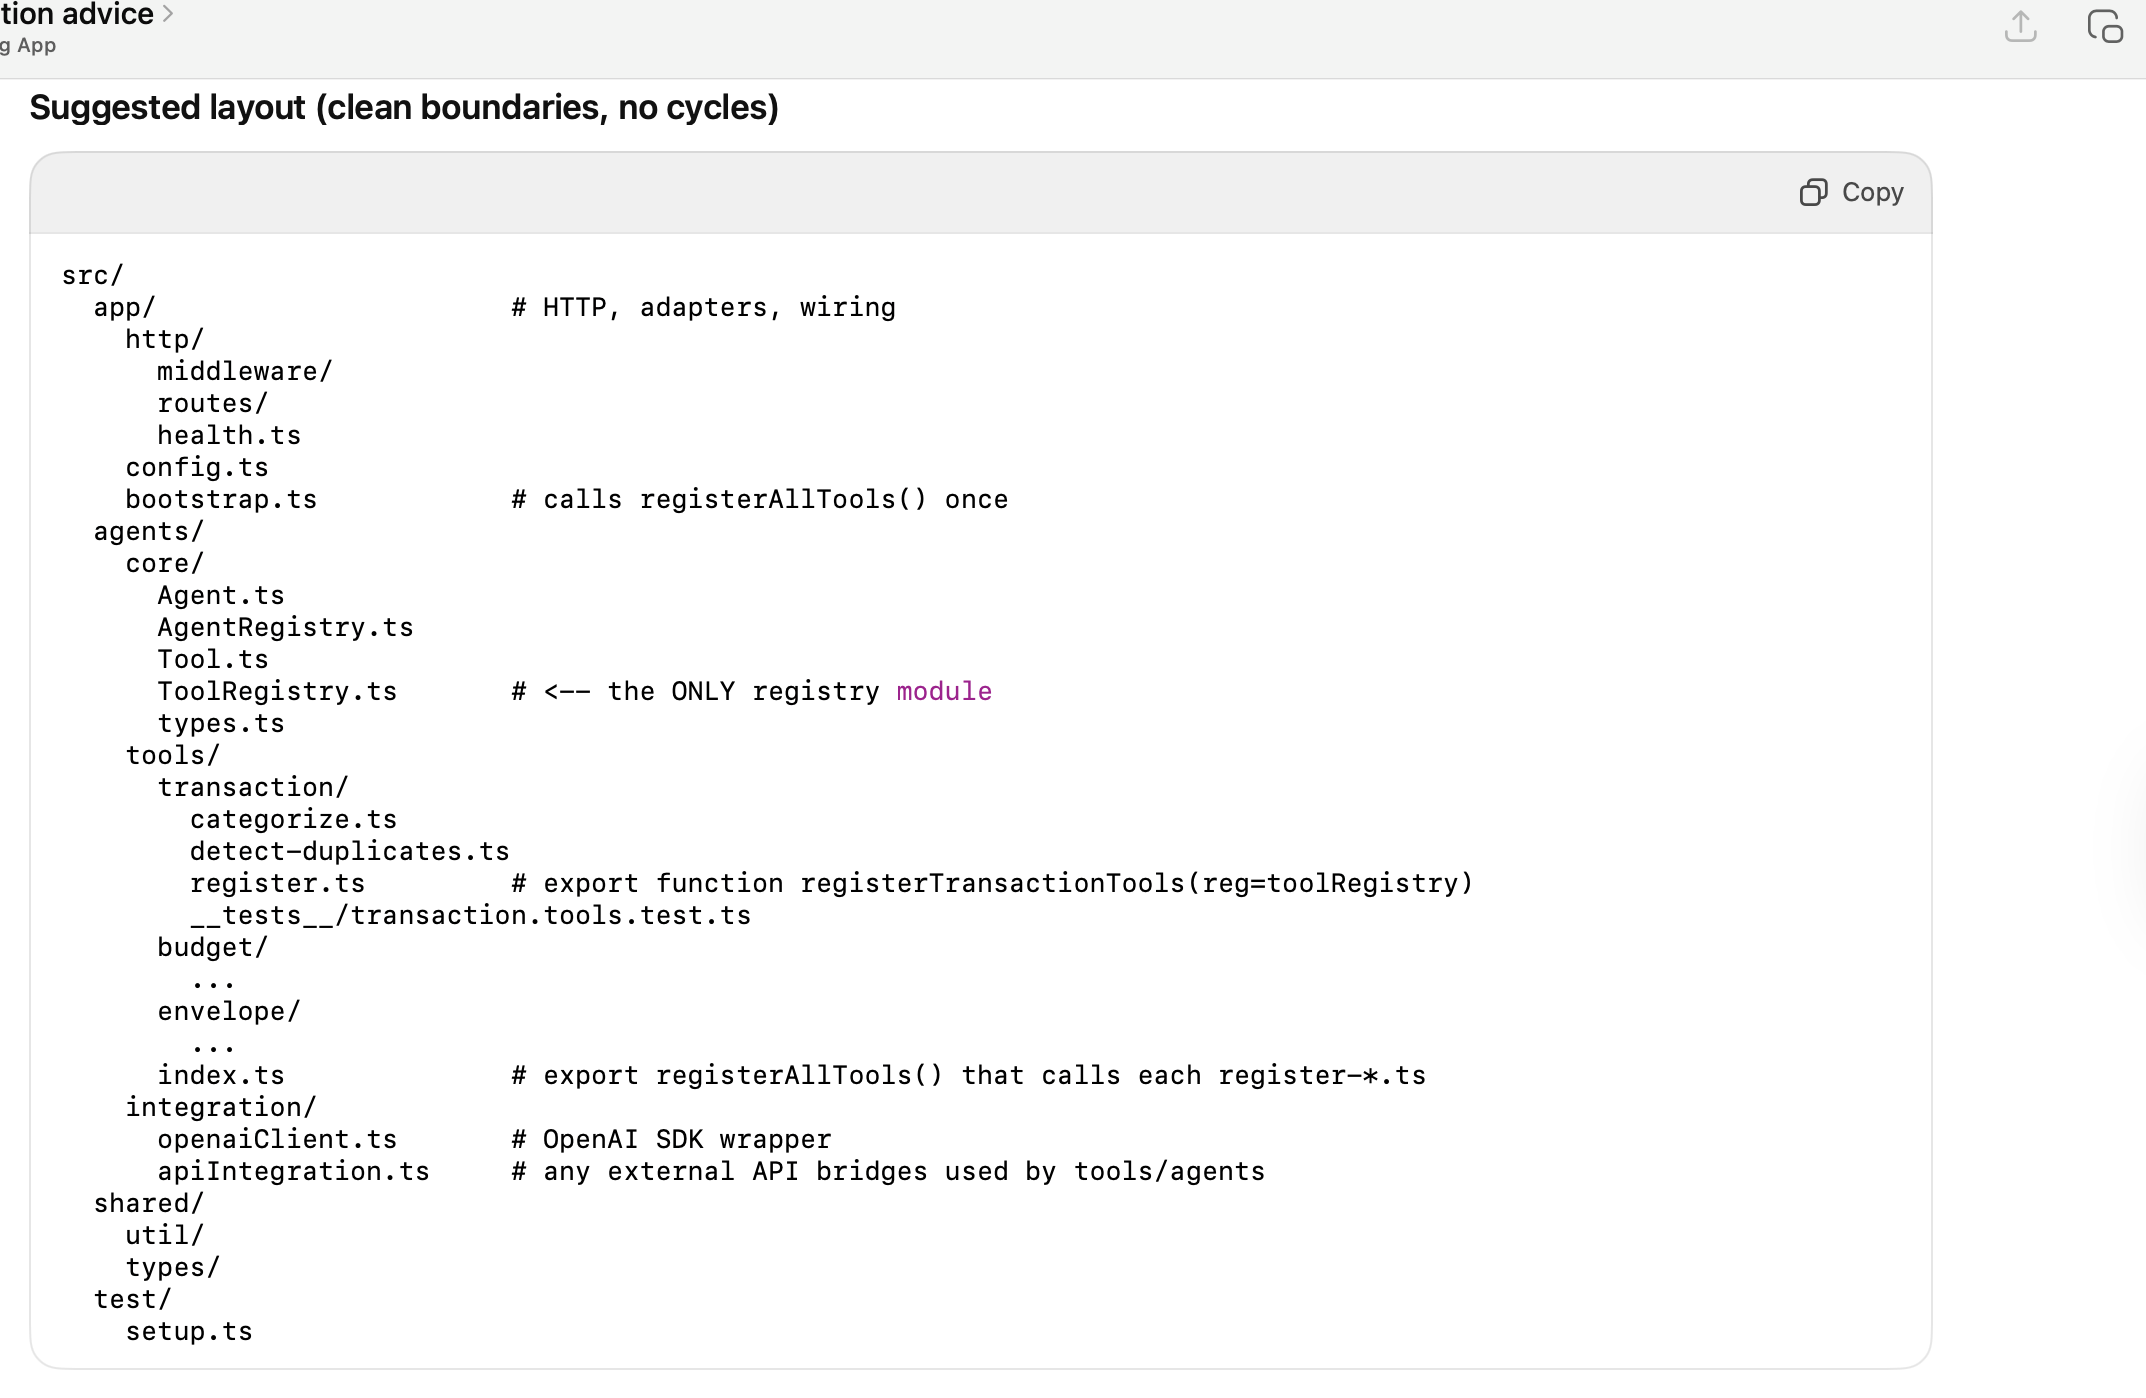 tion advice
g App
Suggested layout (clean boundaries, no cycles)
Copy
src/
  app/                      # HTTP, adapters, wiring
    http/
      middleware/
      routes/
      health.ts
    config.ts
    bootstrap.ts            # calls registerAllTools() once
  agents/
    core/
      Agent.ts
      AgentRegistry.ts
      Tool.ts
      ToolRegistry.ts       # <-- the ONLY registry module
      types.ts
    tools/
      transaction/
        categorize.ts
        detect-duplicates.ts
        register.ts         # export function registerTransactionTools(reg=toolRegistry)
        __tests__/transaction.tools.test.ts
      budget/
        ...
      envelope/
        ...
      index.ts              # export registerAllTools() that calls each register-*.ts
    integration/
      openaiClient.ts       # OpenAI SDK wrapper
      apiIntegration.ts     # any external API bridges used by tools/agents
  shared/
    util/
    types/
  test/
    setup.ts